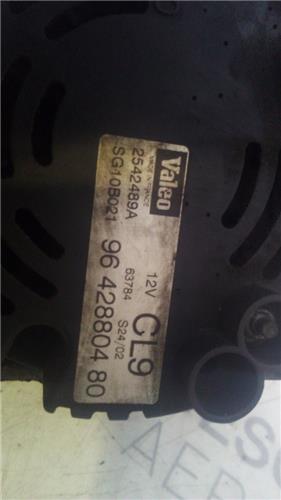 Valeo
MADE IN FRANCE
2542489A
SG10B021
12V CL9
63784 S24/02
96 428804 80